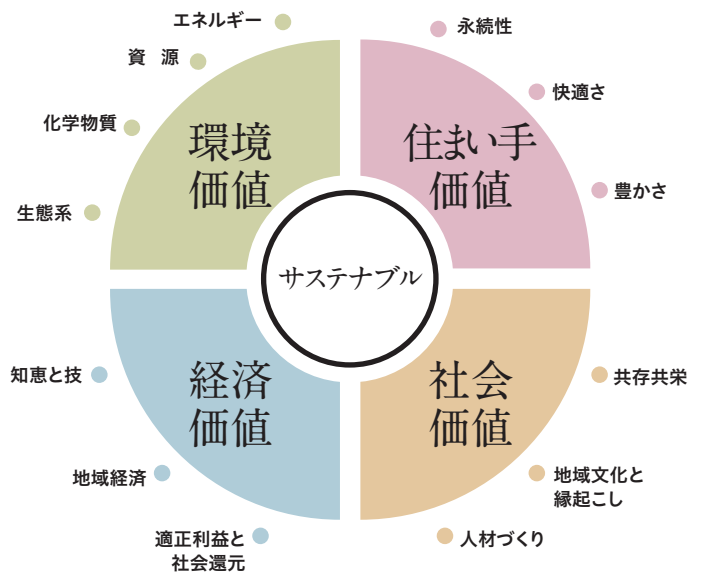 エネルギー
資 源
化学物質
生態系
環境
価値
永続性
快適さ
豊かさ
住まい手
価値
サステナブル
知恵と技
地域経済
適正利益と
社会還元
経済
価値
共存共栄
地域文化と
縁起こし
人材づくり
社会
価値